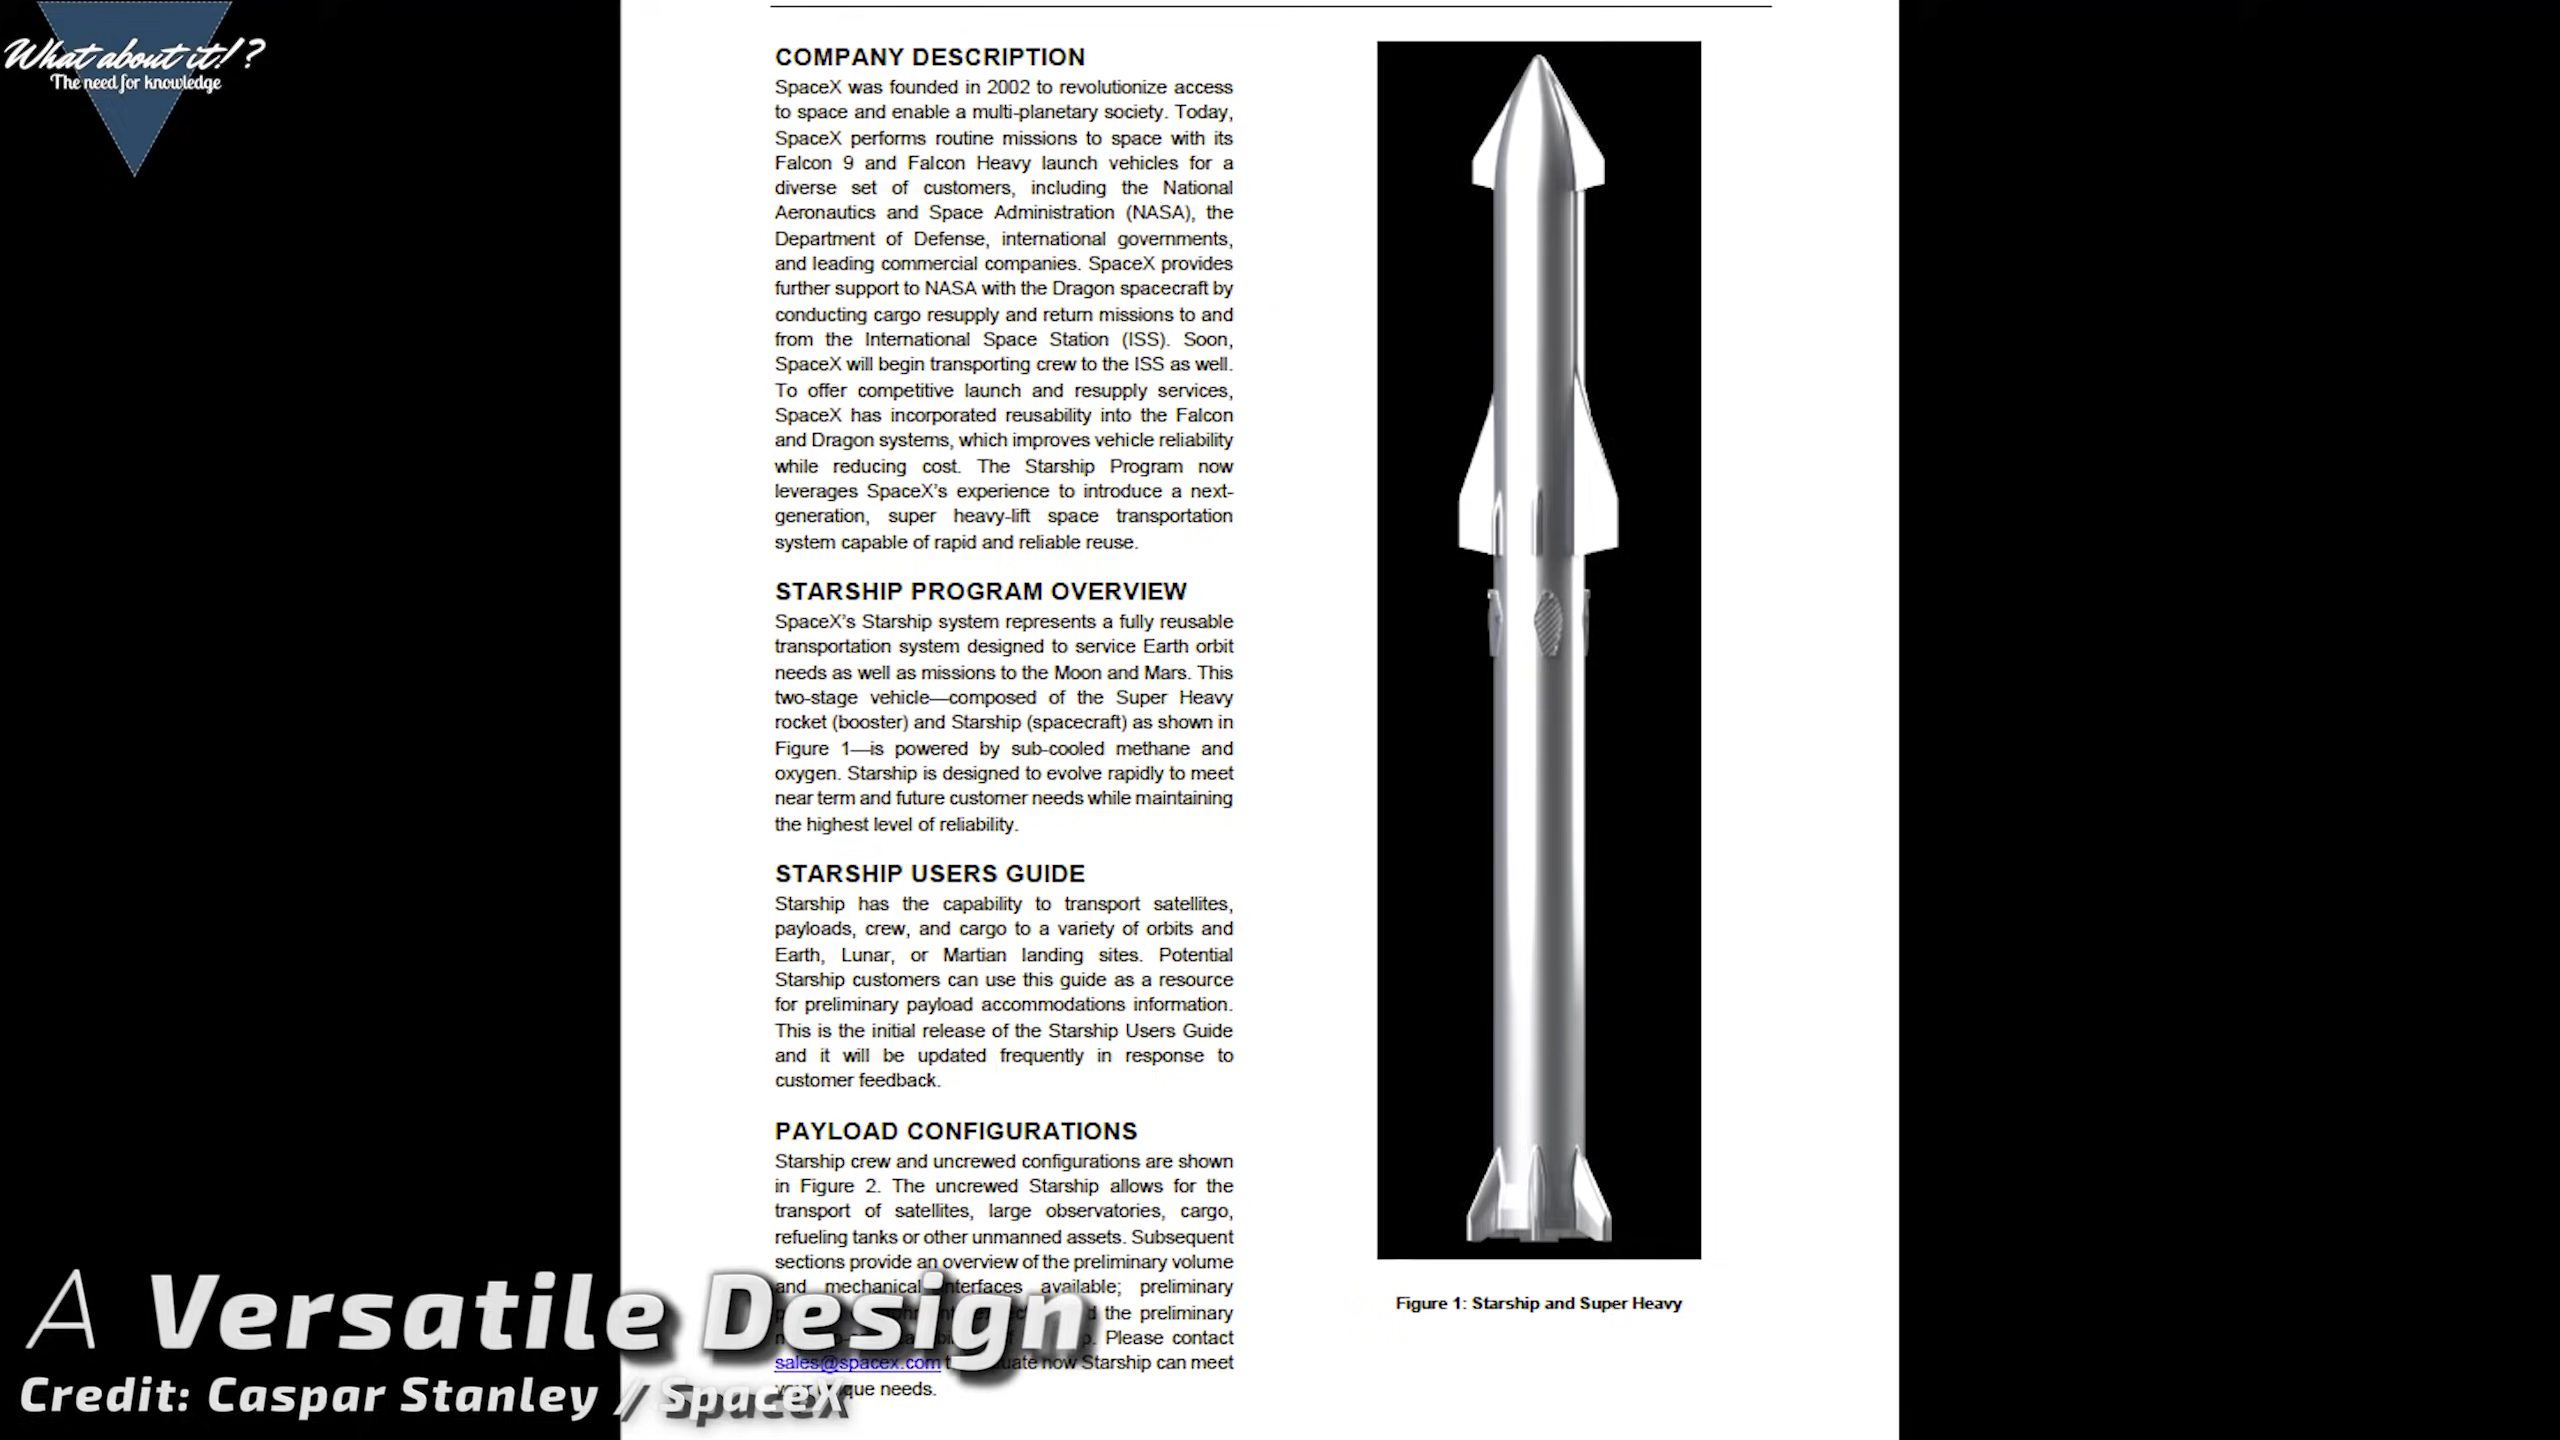 What about it!?
The need for knowledge
COMPANY DESCRIPTION
SpaceX was founded in 2002 to revolutionize access
to space and enable a multi-planetary society. Today,
SpaceX performs routine missions to space with its
Falcon 9 and Falcon Heavy launch vehicles for a
diverse set of customers, including the National
Aeronautics and Space Administration (NASA), the
Department of Defense, international governments,
and leading commercial companies. SpaceX provides
further support to NASA with the Dragon spacecraft by
conducting cargo resupply and return missions to and
from the International Space Station (ISS). Soon,
SpaceX will begin transporting crew to the ISS as well.
To offer competitive launch and resupply services,
SpaceX has incorporated reusability into the Falcon
and Dragon systems, which improves vehicle reliability
while reducing cost. The Starship Program now
leverages SpaceX's experience to introduce a next-
generation, super heavy-lift space transportation
system capable of rapid and reliable reuse.
STARSHIP PROGRAM OVERVIEW
SpaceX's Starship system represents a fully reusable
transportation system designed to service Earth orbit
needs as well as missions to the Moon and Mars. This
two-stage vehicle—composed of the Super Heavy
rocket (booster) and Starship (spacecraft) as shown in
Figure 1—is powered by sub-cooled methane and
oxygen. Starship is designed to evolve rapidly to meet
near term and future customer needs while maintaining
the highest level of reliability.
STARSHIP USERS GUIDE
Starship has the capability to transport satellites,
payloads, crew, and cargo to a variety of orbits and
Earth, Lunar, or Martian landing sites. Potential
Starship customers can use this guide as a resource
for preliminary payload accommodations information.
This is the initial release of the Starship Users Guide
and it will be updated frequently in response to
customer feedback.
PAYLOAD CONFIGURATIONS
Starship crew and uncrewed configurations are shown
in Figure 2. The uncrewed Starship allows for the
transport of satellites, large observatories, cargo,
refueling tanks or other unmanned assets. Subsequent
sections provide an overview of the preliminary volume
and mechanical interfaces available; preliminary
the preliminary
Please contact
sales@spacex.com how Starship can meet
needs.
Figure 1: Starship and Super Heavy
A Versatile Design
Credit: Caspar Stanley / SpaceX